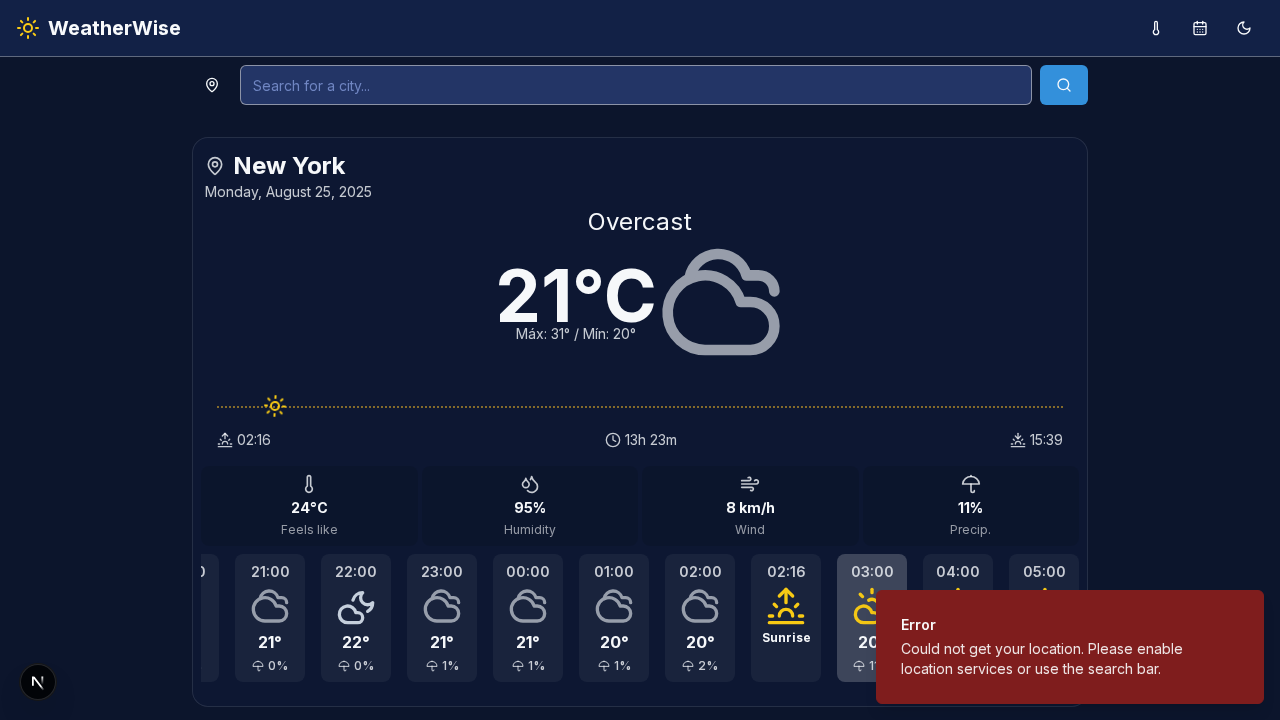 WeatherWise
Search for a city...
New York
Monday, August 25, 2025
Overcast
21°C
Máx: 31° / Mín: 20°
02:16
13h 23m
15:39
24°C
Feels like
95%
Humidity
8 km/h
Wind
11%
Precip.
21:00
22:00
23:00
00:00
01:00
02:00
02:16
03:00
04:00
05:00
21°
22°
21°
21°
20°
20°
Sunrise
0%
0%
1%
1%
1%
2%
Error
Could not get your location. Please enable
location services or use the search bar.